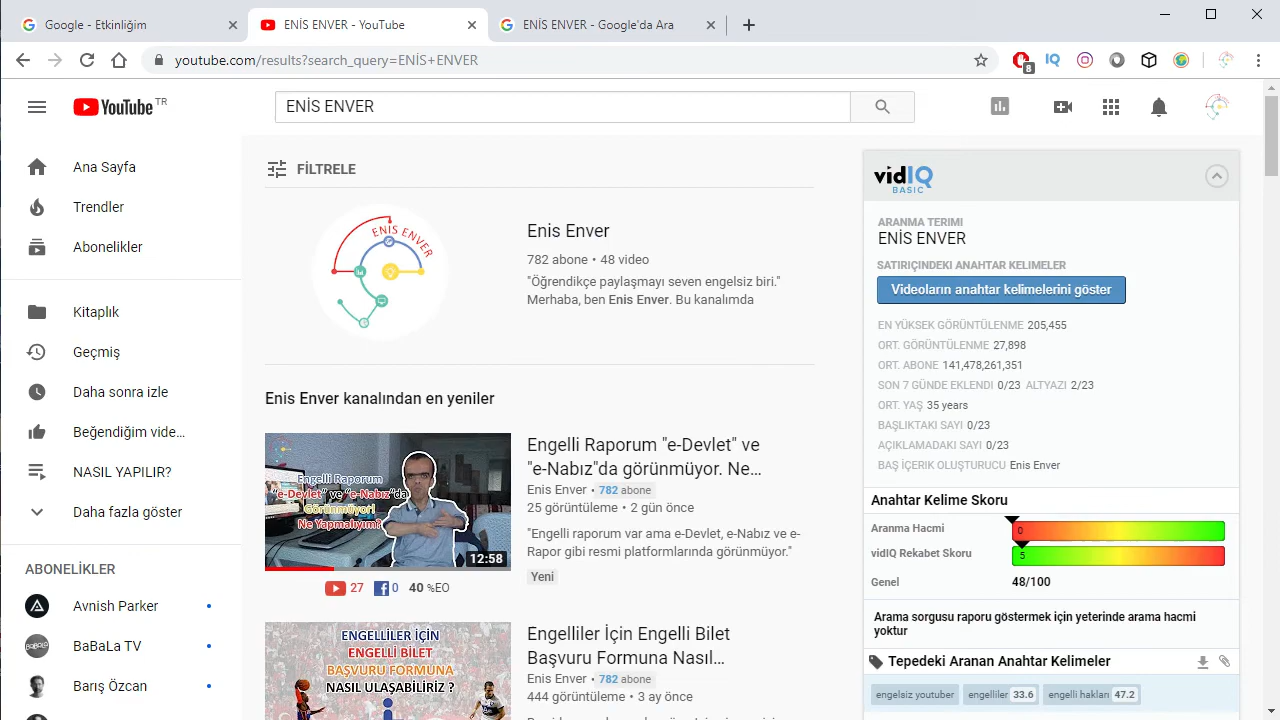 Google - Etkinliğim
ENİS ENVER - YouTube
ENİS ENVER - Google'da Ara
youtube.com/results?search_query=ENİS+ENVER
8
IQ
YouTube TR
ENİS ENVER
Ana Sayfa
Trendler
Abonelikler
Kitaplık
Geçmiş
Daha sonra izle
Beğendiğim vide...
NASIL YAPILIR?
Daha fazla göster
ABONELİKLER
Avnish Parker
BaBaLa TV
Barış Özcan
FİLTRELE
ENİS ENVER
Enis Enver
782 abone • 48 video
"Öğrendikçe paylaşmayı seven engelsiz biri."
Merhaba, ben Enis Enver. Bu kanalımda
Enis Enver kanalından en yeniler
Engelli Raporum
"e-Devlet" ve "e-Nabız"da
Görünmüyor!
Ne Yapmalıyım?
12:58
27
0
40 %EO
Engelli Raporum "e-Devlet" ve
"e-Nabız"da görünmüyor. Ne...
Enis Enver • 782 abone
25 görüntüleme • 2 gün önce
"Engelli raporum var ama e-Devlet, e-Nabız ve e-
Rapor gibi resmi platformlarında görünmüyor."
Yeni
ENGELLİLER İÇİN
ENGELLİ BİLET
BAŞVURU FORMUNA
NASIL ULAŞABİLİRİZ ?
Engelliler İçin Engelli Bilet
Başvuru Formuna Nasıl...
Enis Enver • 782 abone
444 görüntüleme • 3 ay önce
vidIQ
BASIC
ARANMA TERIMI
ENİS ENVER
SATIRIÇINDEKI ANAHTAR KELIMELER
Videoların anahtar kelimelerini göster
EN YÜKSEK GÖRÜNTÜLENME 205,455
ORT. GÖRÜNTÜLENME 27,898
ORT. ABONE 141,478,261,351
SON 7 GÜNDE EKLENDI 0/23 ALTYAZI 2/23
ORT. YAŞ 35 years
BAŞLIKTAKI SAYI 0/23
AÇIKLAMADAKI SAYI 0/23
BAŞ İÇERIK OLUŞTURUCU Enis Enver
Anahtar Kelime Skoru
Aranma Hacmi 0
vidIQ Rekabet Skoru 5
Genel 48/100
Arama sorgusu raporu göstermek için yeterinde arama hacmi
yoktur
Tepedeki Aranan Anahtar Kelimeler
engelsiz youtuber engelliler 33.6 engelli hakları 47.2